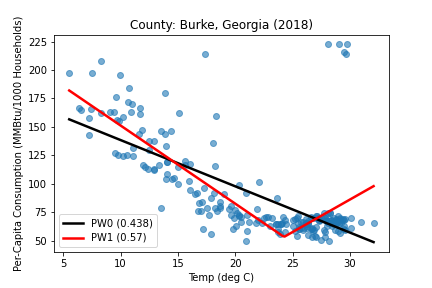 County: Burke, Georgia (2018)
Per-Capita Consumption (MMBtu/1000 Households)
225
200
175
150
125
100
75
50
PW0 (0.438)
PW1 (0.57)
5 10 15 20 25 30
Temp (deg C)